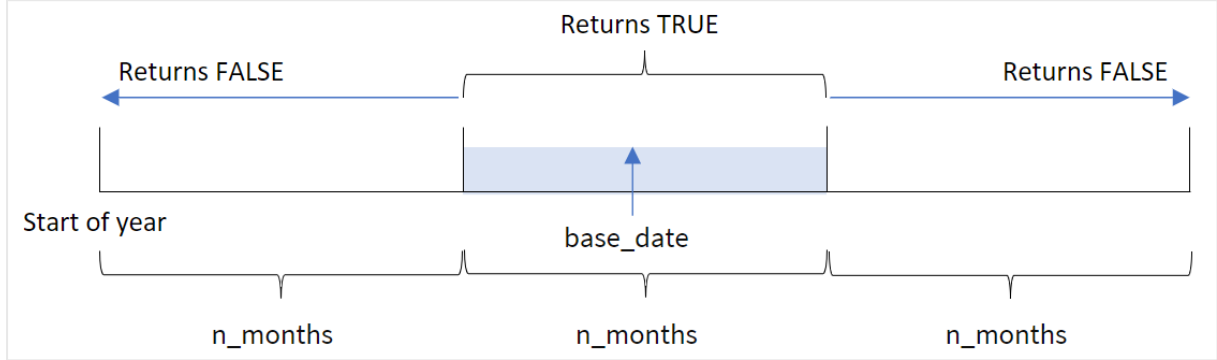 Returns TRUE
Returns FALSE
Returns FALSE
Start of year
base_date
n_months
n_months
n_months